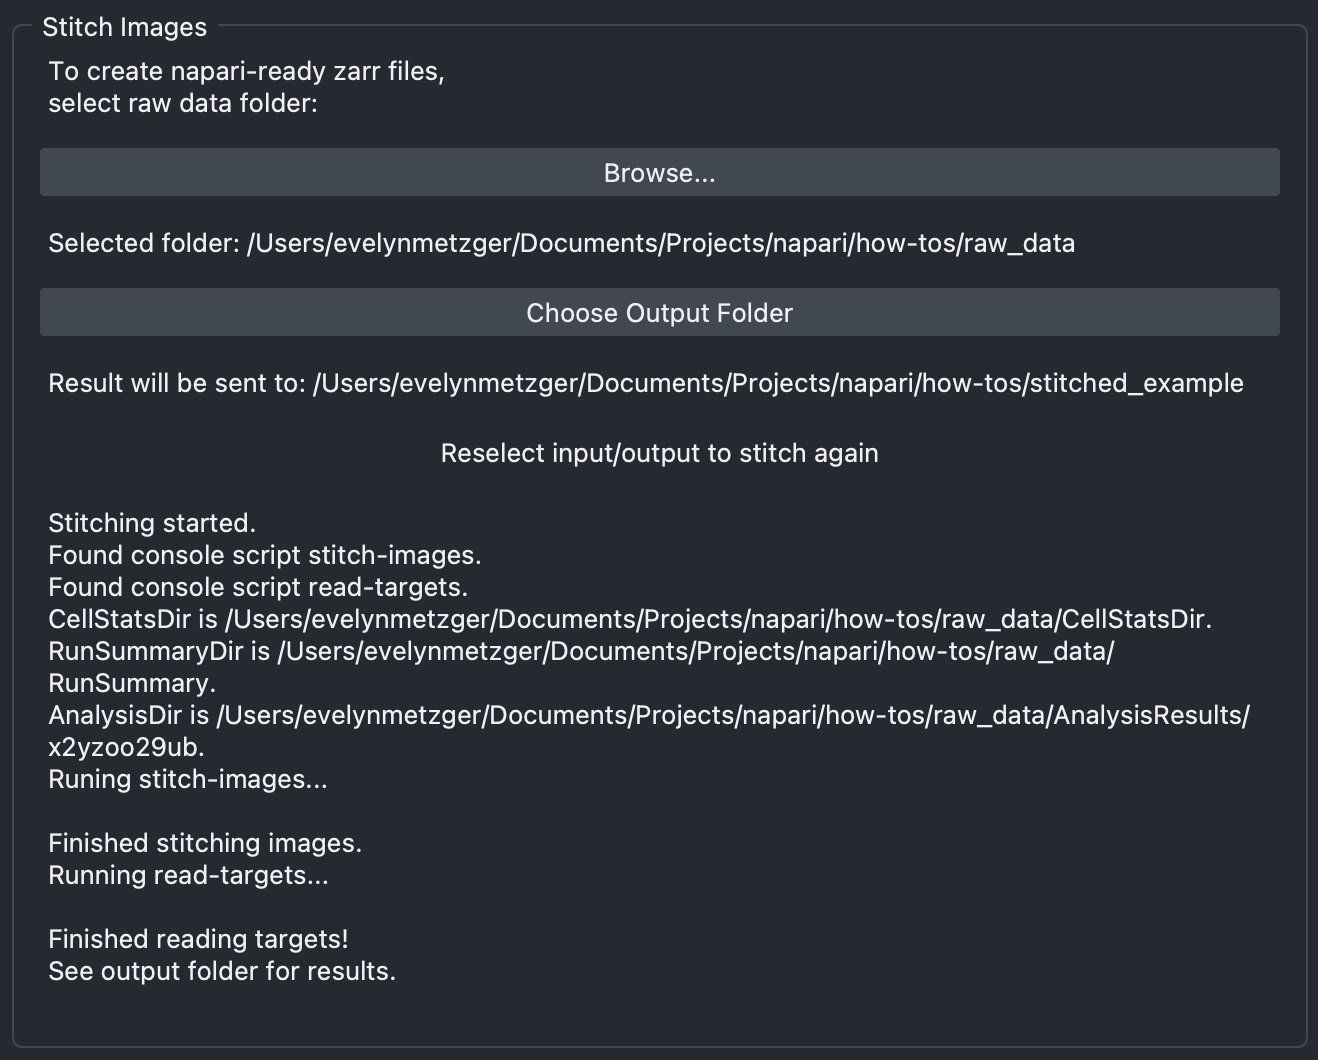 Stitch Images
To create napari-ready zarr files,
select raw data folder:
Browse...
Selected folder: /Users/evelynmetzger/Documents/Projects/napari/how-tos/raw_data
Choose Output Folder
Result will be sent to: /Users/evelynmetzger/Documents/Projects/napari/how-tos/stitched_example
Reselect input/output to stitch again
Stitching started.
Found console script stitch-images.
Found console script read-targets.
CellStatsDir is /Users/evelynmetzger/Documents/Projects/napari/how-tos/raw_data/CellStatsDir.
RunSummaryDir is /Users/evelynmetzger/Documents/Projects/napari/how-tos/raw_data/
RunSummary.
AnalysisDir is /Users/evelynmetzger/Documents/Projects/napari/how-tos/raw_data/AnalysisResults/
x2yzoo29ub.
Runing stitch-images...
Finished stitching images.
Running read-targets...
Finished reading targets!
See output folder for results.